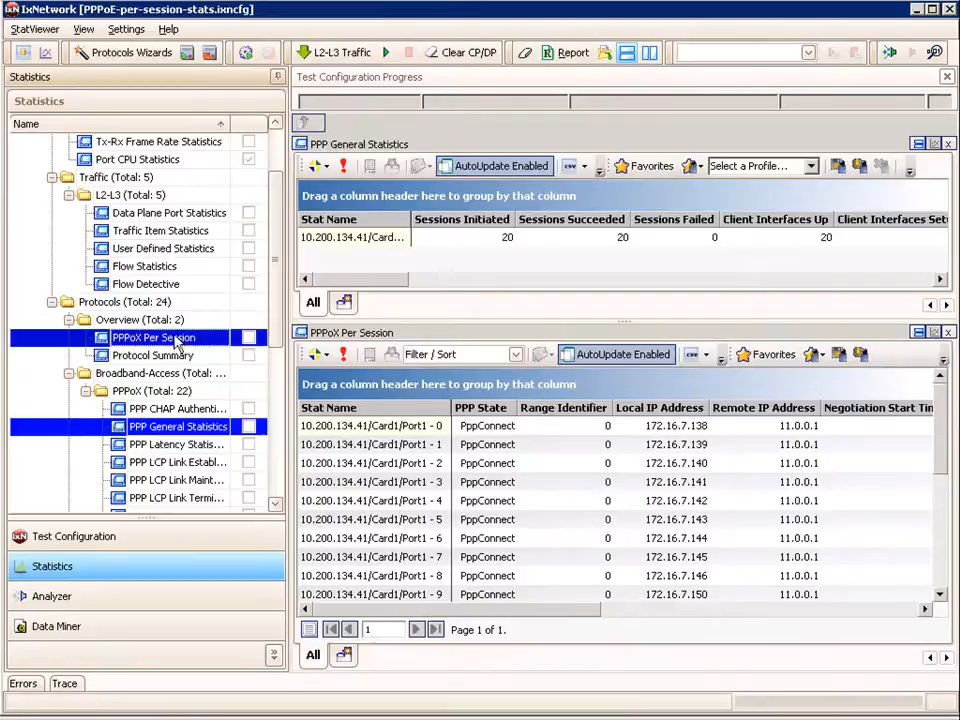 IxNetwork [PPPoE-per-session-stats.ixncfg]
StatViewer View Settings Help
Protocols Wizards L2-L3 Traffic Clear CP/DP Report
Statistics
Statistics
Name
Tx-Rx Frame Rate Statistics
Port CPU Statistics
Traffic (Total: 5)
L2-L3 (Total: 5)
Data Plane Port Statistics
Traffic Item Statistics
User Defined Statistics
Flow Statistics
Flow Detective
Protocols (Total: 24)
Overview (Total: 2)
PPPoX Per Session
Protocol Summary
Broadband-Access (Total: ...
PPPoX (Total: 22)
PPP CHAP Authenti...
PPP General Statistics
PPP Latency Statis...
PPP LCP Link Establ...
PPP LCP Link Maint...
PPP LCP Link Termi...
Test Configuration
Statistics
Analyzer
Data Miner
Errors Trace
Test Configuration Progress
PPP General Statistics
AutoUpdate Enabled CSV Favorites Select a Profile...
Drag a column header here to group by that column
Stat Name Sessions Initiated Sessions Succeeded Sessions Failed Client Interfaces Up Client Interfaces Setu
10.200.134.41/Card... 20 20 0 20
All
PPPoX Per Session
Filter / Sort AutoUpdate Enabled CSV Favorites
Drag a column header here to group by that column
Stat Name PPP State Range Identifier Local IP Address Remote IP Address Negotiation Start Tin
10.200.134.41/Card1/Port1 - 0 PppConnect 0 172.16.7.138 11.0.0.1
10.200.134.41/Card1/Port1 - 1 PppConnect 0 172.16.7.139 11.0.0.1
10.200.134.41/Card1/Port1 - 2 PppConnect 0 172.16.7.140 11.0.0.1
10.200.134.41/Card1/Port1 - 3 PppConnect 0 172.16.7.141 11.0.0.1
10.200.134.41/Card1/Port1 - 4 PppConnect 0 172.16.7.142 11.0.0.1
10.200.134.41/Card1/Port1 - 5 PppConnect 0 172.16.7.143 11.0.0.1
10.200.134.41/Card1/Port1 - 6 PppConnect 0 172.16.7.144 11.0.0.1
10.200.134.41/Card1/Port1 - 7 PppConnect 0 172.16.7.145 11.0.0.1
10.200.134.41/Card1/Port1 - 8 PppConnect 0 172.16.7.146 11.0.0.1
10.200.134.41/Card1/Port1 - 9 PppConnect 0 172.16.7.150 11.0.0.1
1 Page 1 of 1.
All